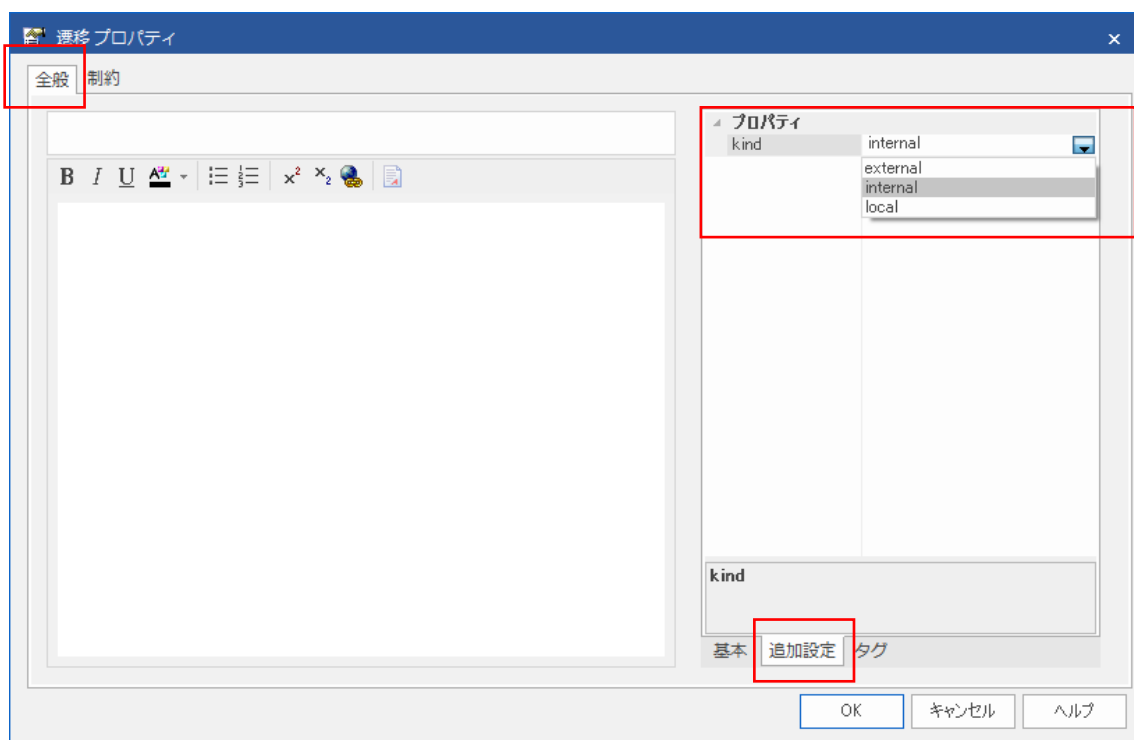 遷移 プロパティ
全般 制約
プロパティ
kind internal
external
internal
local
B I U A x² ×₂
kind
基本 追加設定 タグ
OK キャンセル ヘルプ